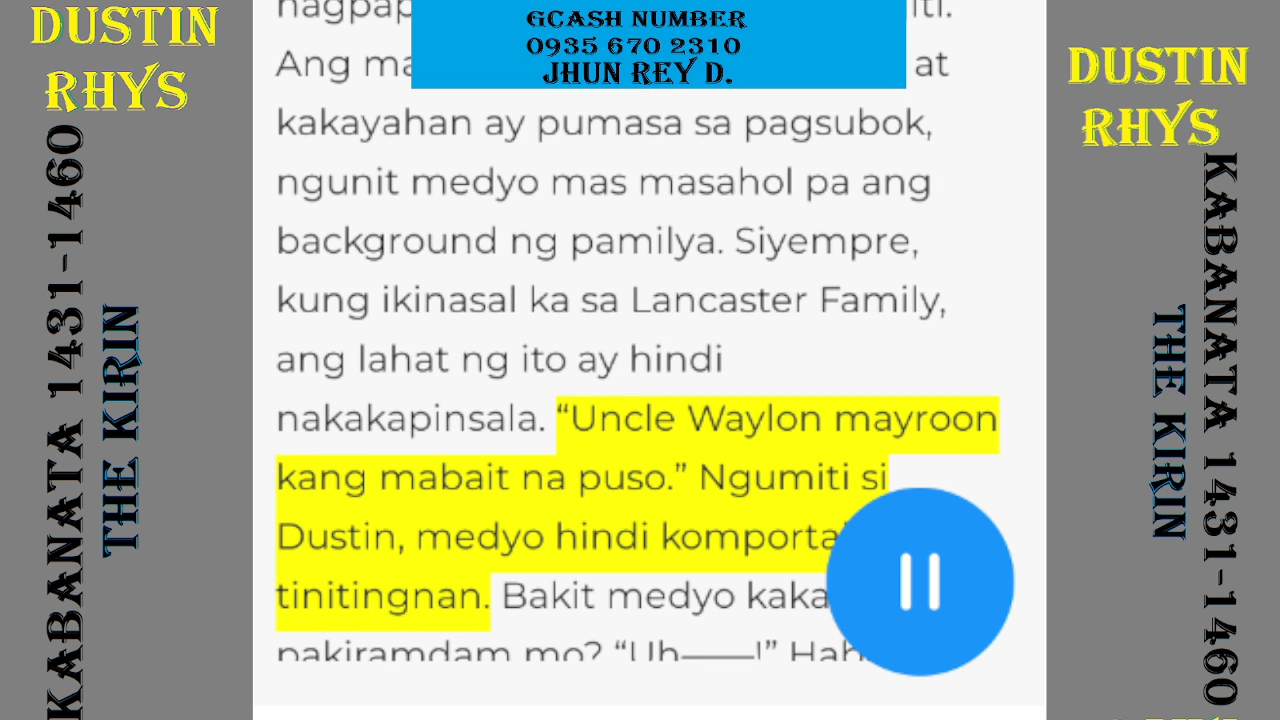 DUSTIN
RHYS
KABANATA 1431-1460
THE KIRIN
GCASH NUMBER
0935 670 2310
JHUN REY D.
Ang at
kakayahan ay pumasa sa pagsubok,
ngunit medyo mas masahol pa ang
background ng pamilya. Siyempre,
kung ikinasal ka sa Lancaster Family,
ang lahat ng ito ay hindi
nakakapinsala. “Uncle Waylon mayroon
kang mabait na puso.” Ngumiti si
Dustin, medyo hindi
tinitingnan. Bakit medyo
pakiramdam mo? “Uh——!”
DUSTIN
RHYS
KABANATA 1431-1460
THE KIRIN